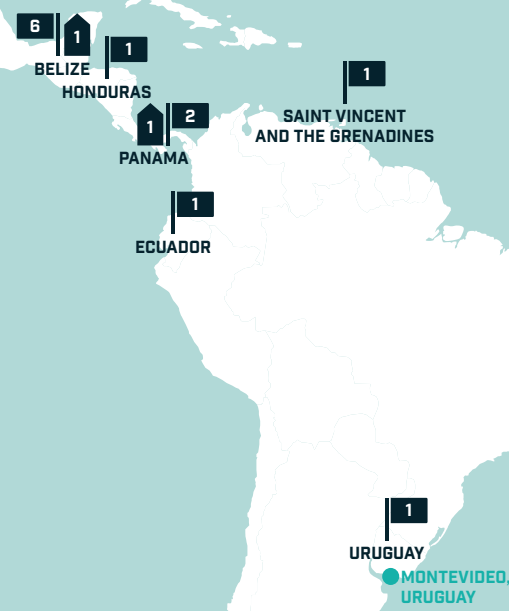 6
1
BELIZE
1
HONDURAS
1
SAINT VINCENT
AND THE GRENADINES
1
2
PANAMA
1
ECUADOR
1
URUGUAY
MONTEVIDEO,
URUGUAY